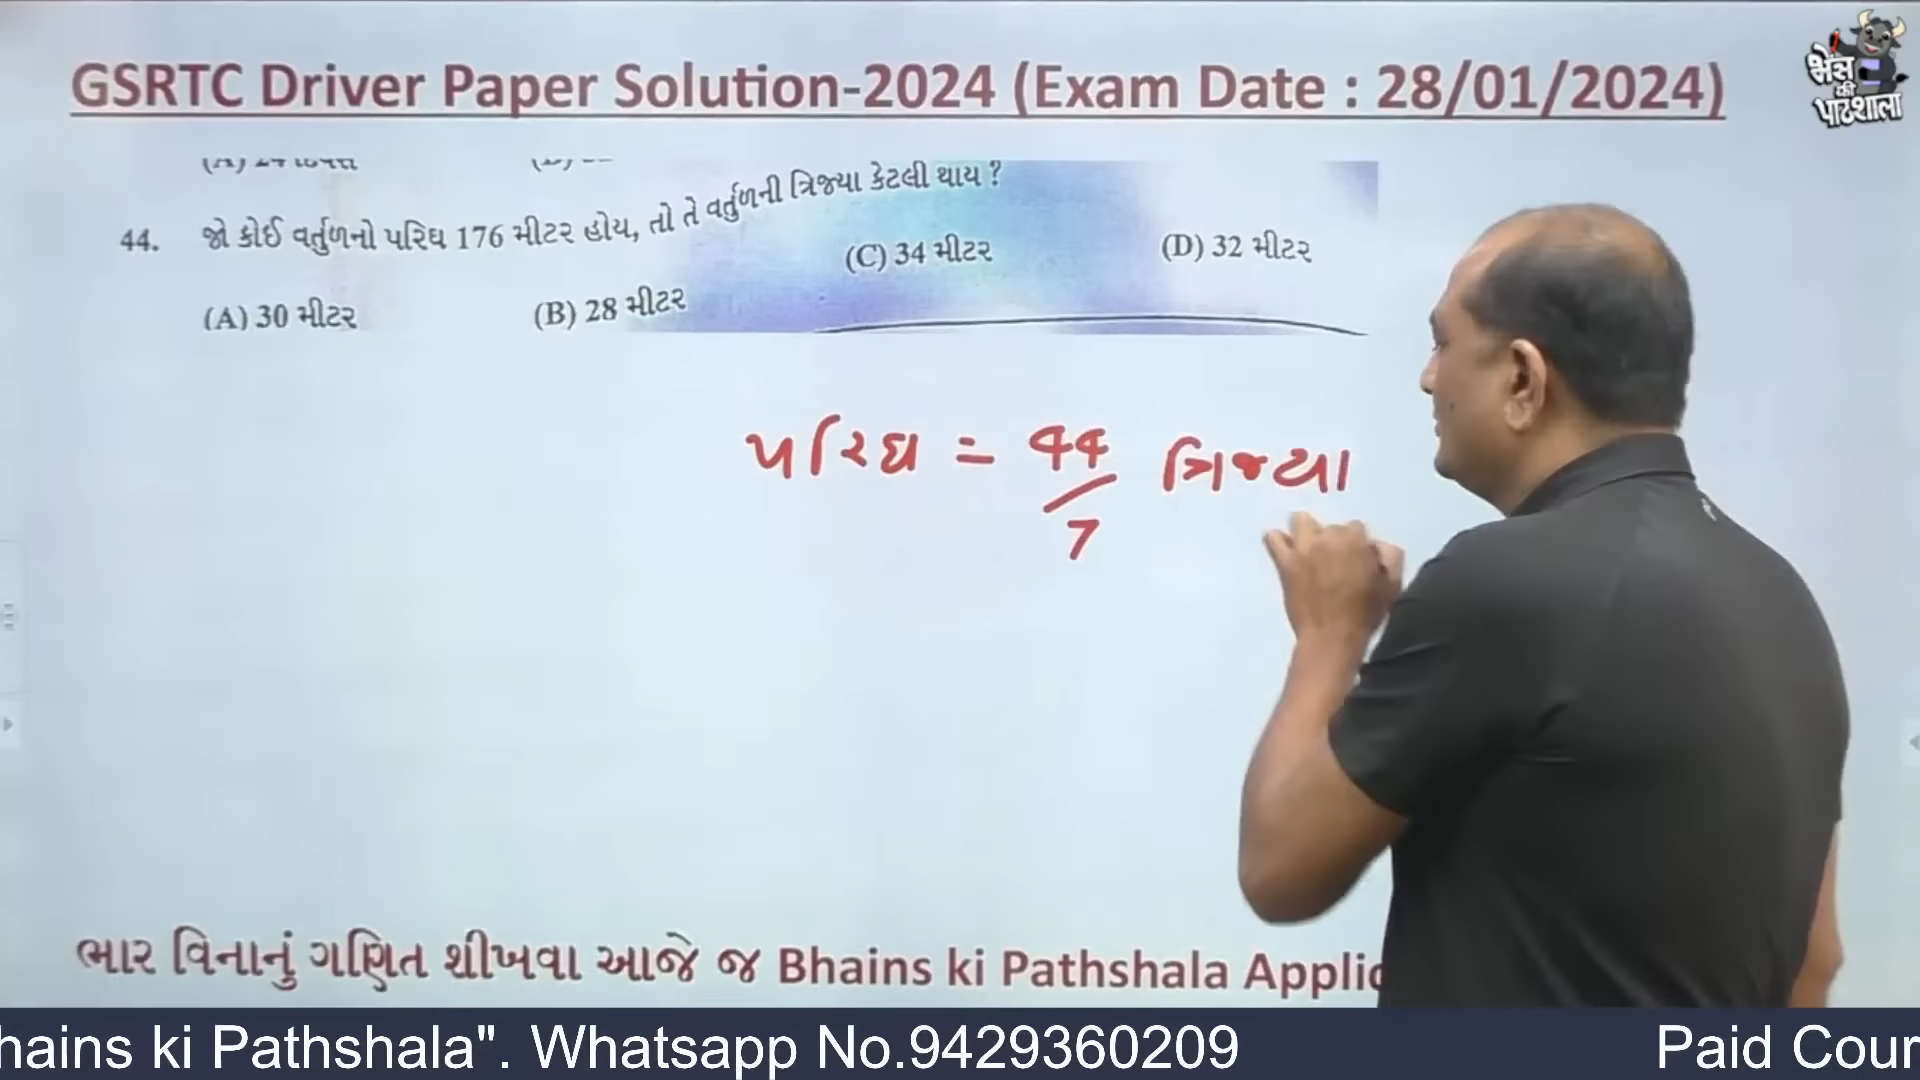 GSRTC Driver Paper Solution-2024 (Exam Date : 28/01/2024)
भैंस
की
पाठशाला
44. જો કોઈ વર્તુળનો પરિઘ 176 મીટર હોય, તો તે વર્તુળની ત્રિજ્યા કેટલી થાય ?
(A) 30 મીટર (B) 28 મીટર (C) 34 મીટર (D) 32 મીટર
પરિઘ = 44/7 ત્રિજ્યા
ભાર વિનાનું ગણિત શીખવા આજે જ Bhains ki Pathshala Applic
hains ki Pathshala". Whatsapp No.9429360209 Paid Cour